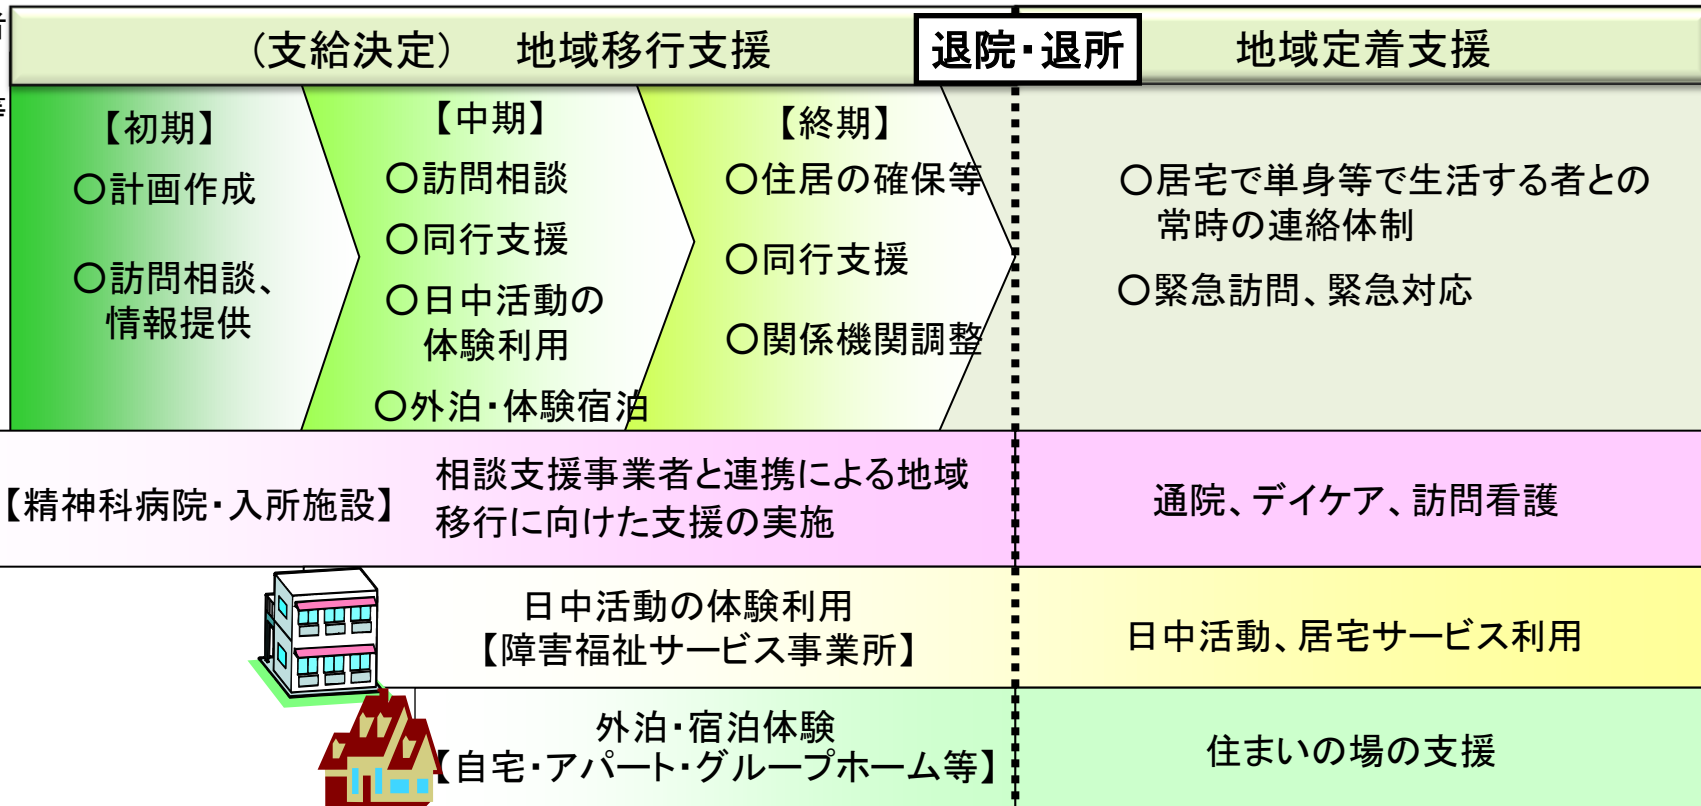 (支給決定) 地域移行支援
退院・退所
地域定着支援
【初期】
○計画作成
○訪問相談、
情報提供
【中期】
○訪問相談
○同行支援
○日中活動の
体験利用
○外泊・体験宿泊
【終期】
○住居の確保等
○同行支援
○関係機関調整
○居宅で単身等で生活する者との
常時の連絡体制
○緊急訪問、緊急対応
【精神科病院・入所施設】
相談支援事業者と連携による地域
移行に向けた支援の実施
通院、デイケア、訪問看護
日中活動の体験利用
【障害福祉サービス事業所】
日中活動、居宅サービス利用
外泊・宿泊体験
【自宅・アパート・グループホーム等】
住まいの場の支援